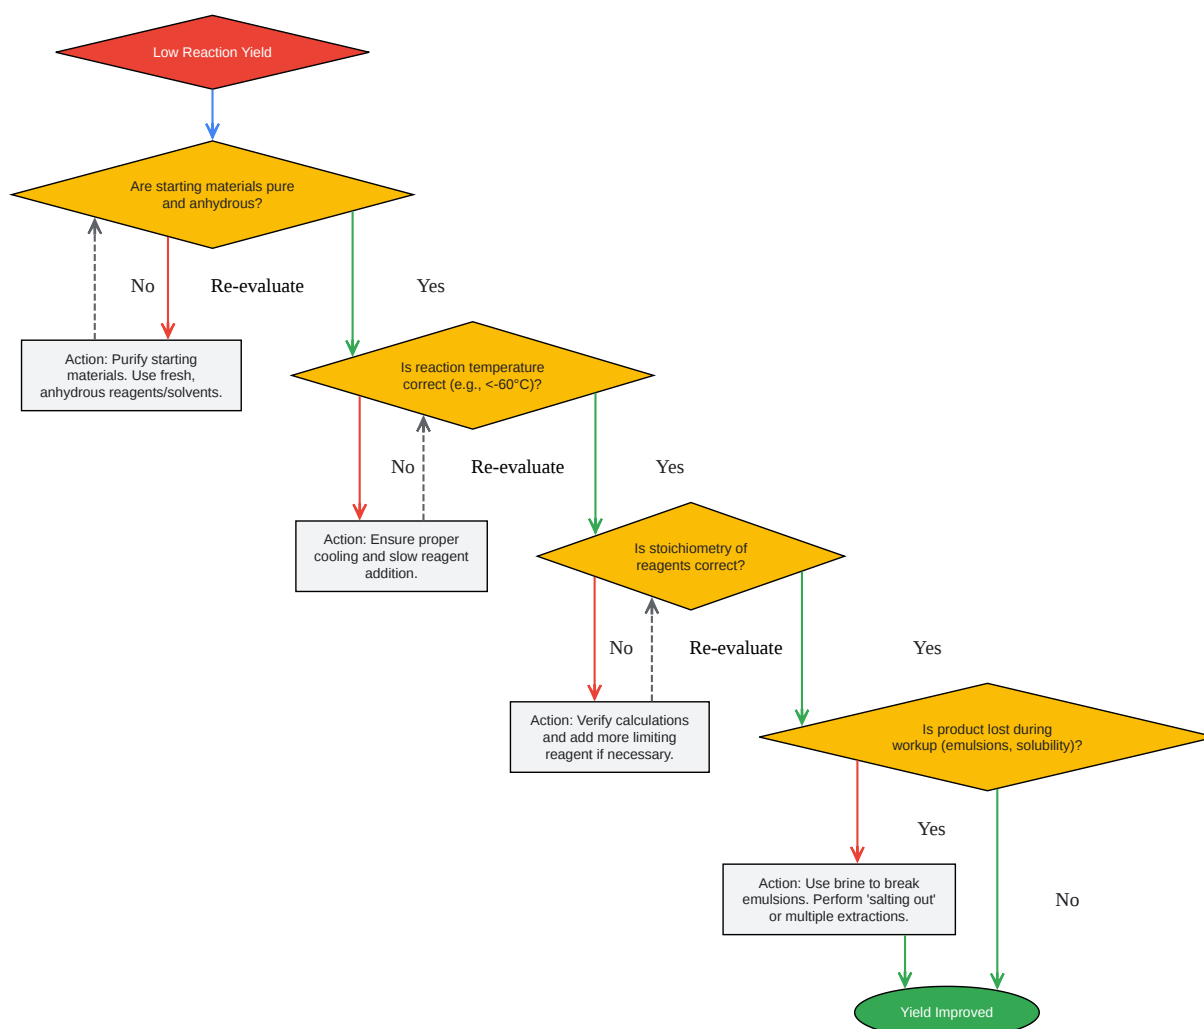 Low Reaction Yield
Are starting materials pure
and anhydrous?
No
Re-evaluate
Yes
Action: Purify starting
materials. Use fresh,
anhydrous reagents/solvents.
Is reaction temperature
correct (e.g., <-60°C)?
No
Re-evaluate
Yes
Action: Ensure proper
cooling and slow reagent
addition.
Is stoichiometry of
reagents correct?
No
Re-evaluate
Yes
Action: Verify calculations
and add more limiting
reagent if necessary.
Is product lost during
workup (emulsions, solubility)?
Yes
Action: Use brine to break
emulsions. Perform 'salting out'
or multiple extractions.
No
Yield Improved